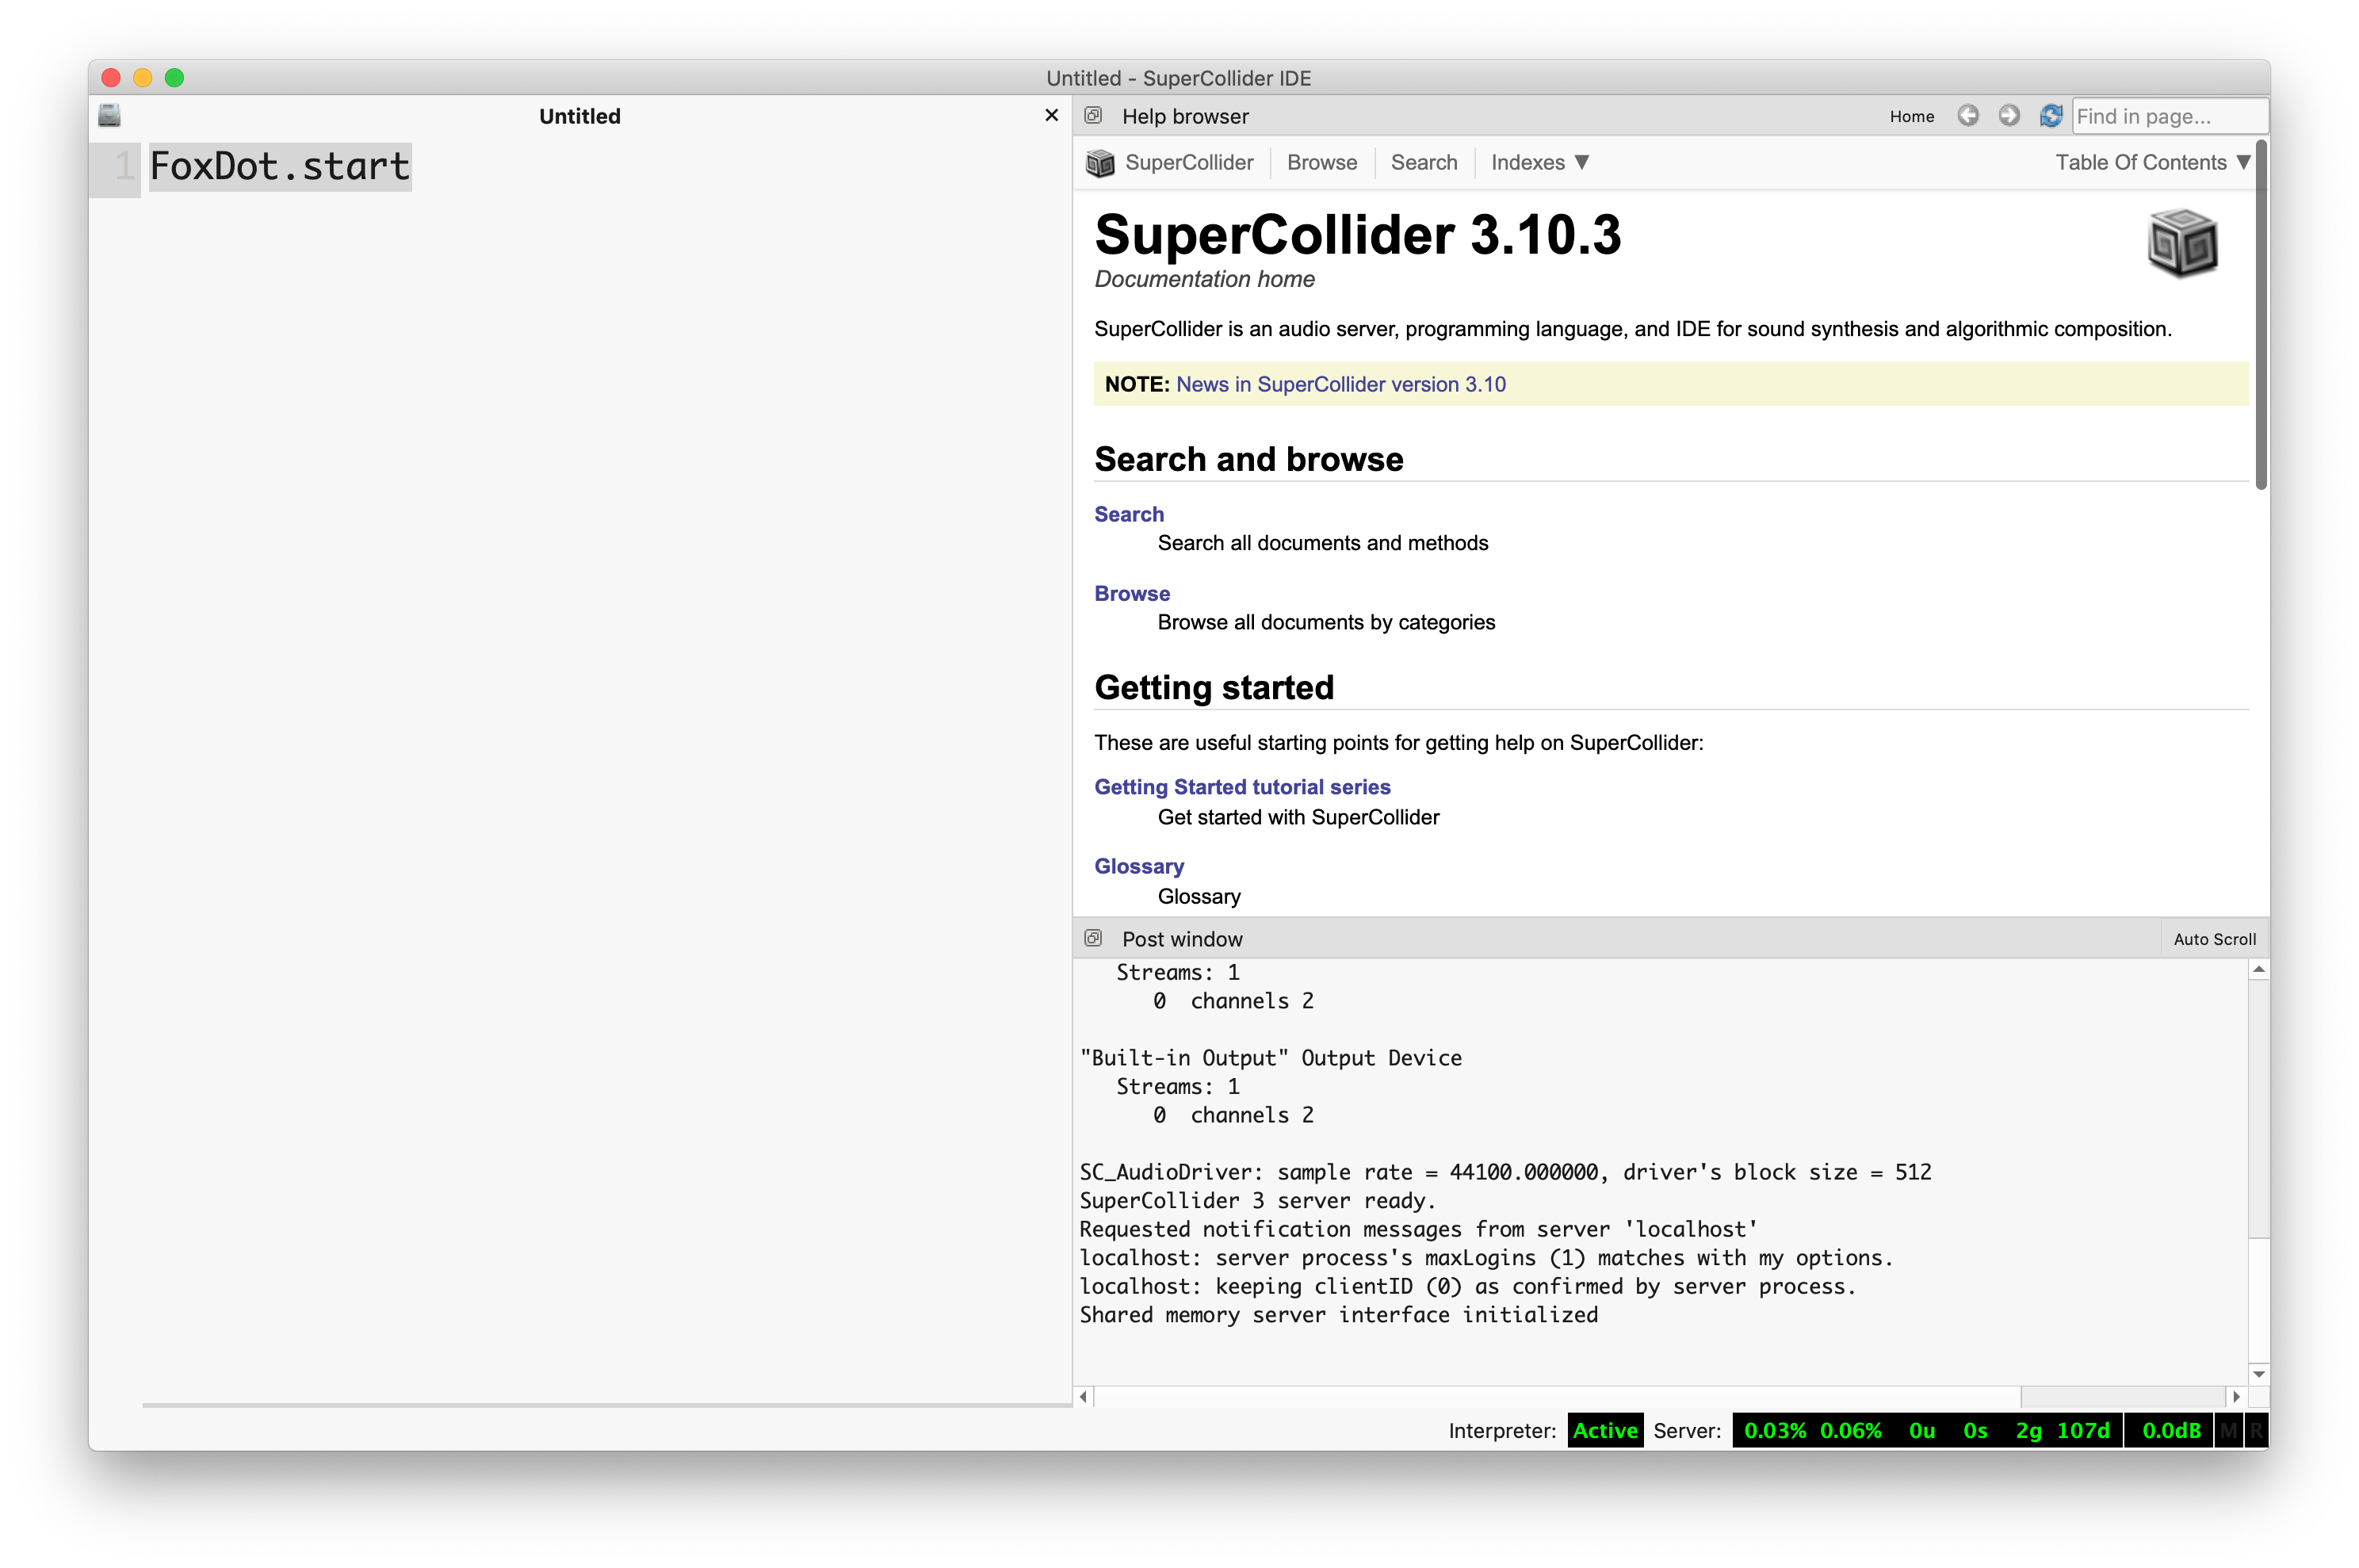 Untitled - SuperCollider IDE
Untitled
1 FoxDot.start
Help browser
Home
Find in page...
SuperCollider
Browse
Search
Indexes ▼
Table Of Contents ▼
SuperCollider 3.10.3
Documentation home
SuperCollider is an audio server, programming language, and IDE for sound synthesis and algorithmic composition.
NOTE: News in SuperCollider version 3.10
Search and browse
Search
Search all documents and methods
Browse
Browse all documents by categories
Getting started
These are useful starting points for getting help on SuperCollider:
Getting Started tutorial series
Get started with SuperCollider
Glossary
Glossary
Post window
Auto Scroll
Streams: 1
0 channels 2
"Built-in Output" Output Device
Streams: 1
0 channels 2
SC_AudioDriver: sample rate = 44100.000000, driver's block size = 512
SuperCollider 3 server ready.
Requested notification messages from server 'localhost'
localhost: server process's maxLogins (1) matches with my options.
localhost: keeping clientID (0) as confirmed by server process.
Shared memory server interface initialized
Interpreter: Active Server: 0.03% 0.06% 0u 0s 2g 107d 0.0dB M R